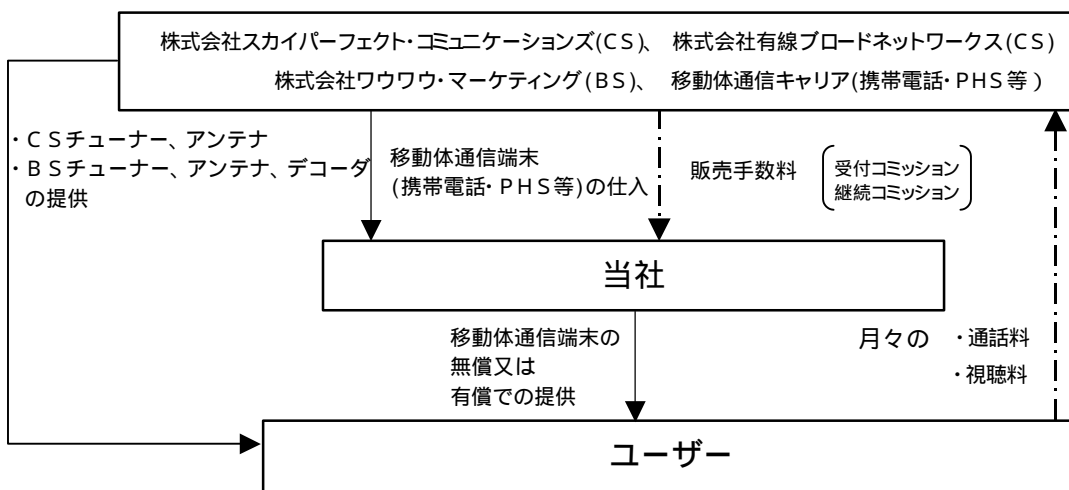 株式会社スカイパーフェクト・コミュニケーションズ(CS)、 株式会社有線ブロードネットワークス(CS)
株式会社ワウワウ・マーケティング(BS)、 移動体通信キャリア(携帯電話・PHS等)
・CSチューナー、アンテナ
・BSチューナー、アンテナ、デコーダ
の提供
移動体通信端末
(携帯電話・PHS等)の仕入
販売手数料
受付コミッション
継続コミッション
当社
移動体通信端末の
無償又は
有償での提供
月々の ・通話料
・視聴料
ユーザー